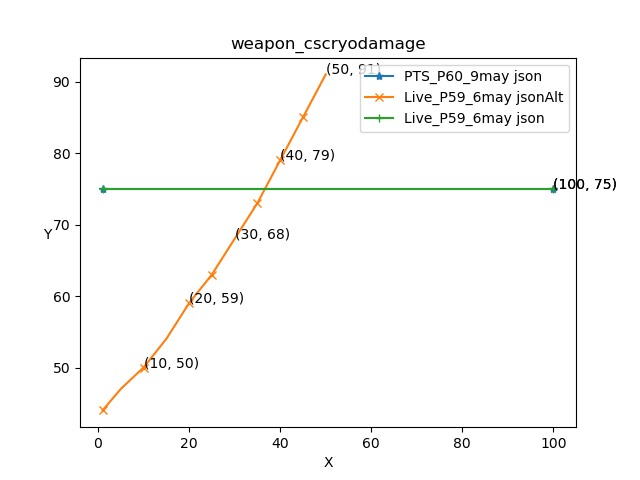 weapon_cscryodamage
PTS_P60_9may json
Live_P59_6may jsonAlt
Live_P59_6may json
(50, 91)
(40, 79)
(100, 75)
(30, 68)
(20, 59)
(10, 50)
Y
90
80
70
60
50
0 20 40 60 80 100
X